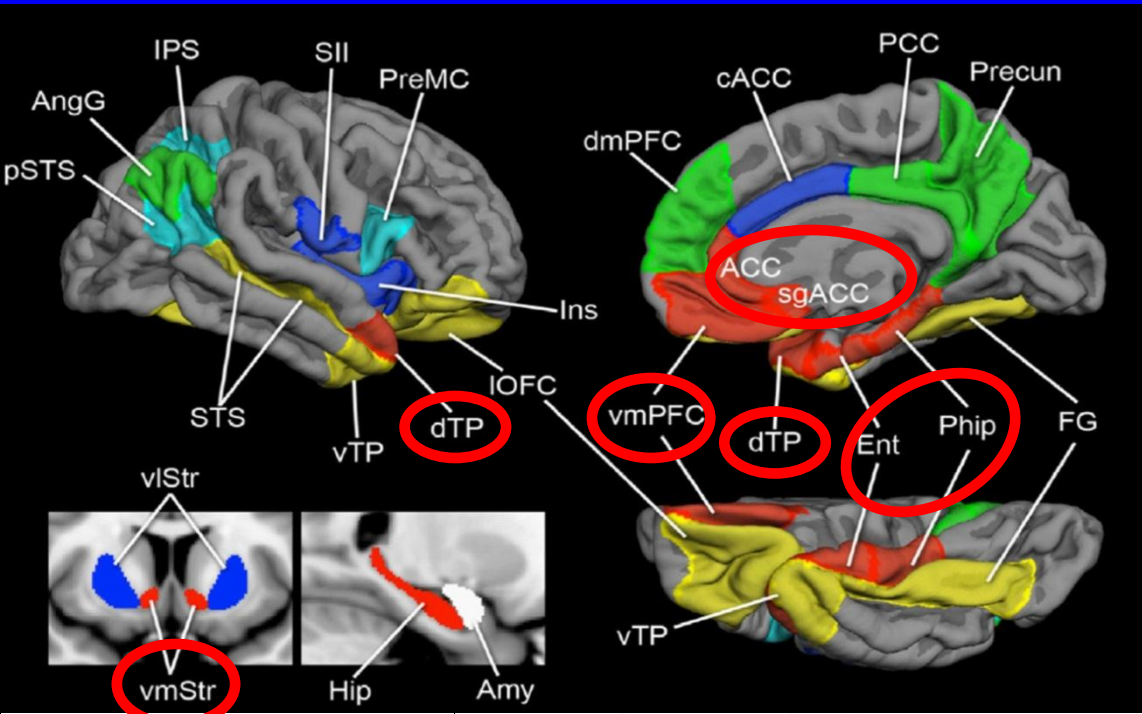 IPS
SII
PreMC
AngG
pSTS
Ins
lOFC
STS
vTP
dTP
PCC
cACC
Precun
dmPFC
ACC
sgACC
vmPFC
dTP
Ent
Phip
FG
vTP
vlStr
vmStr
Hip
Amy